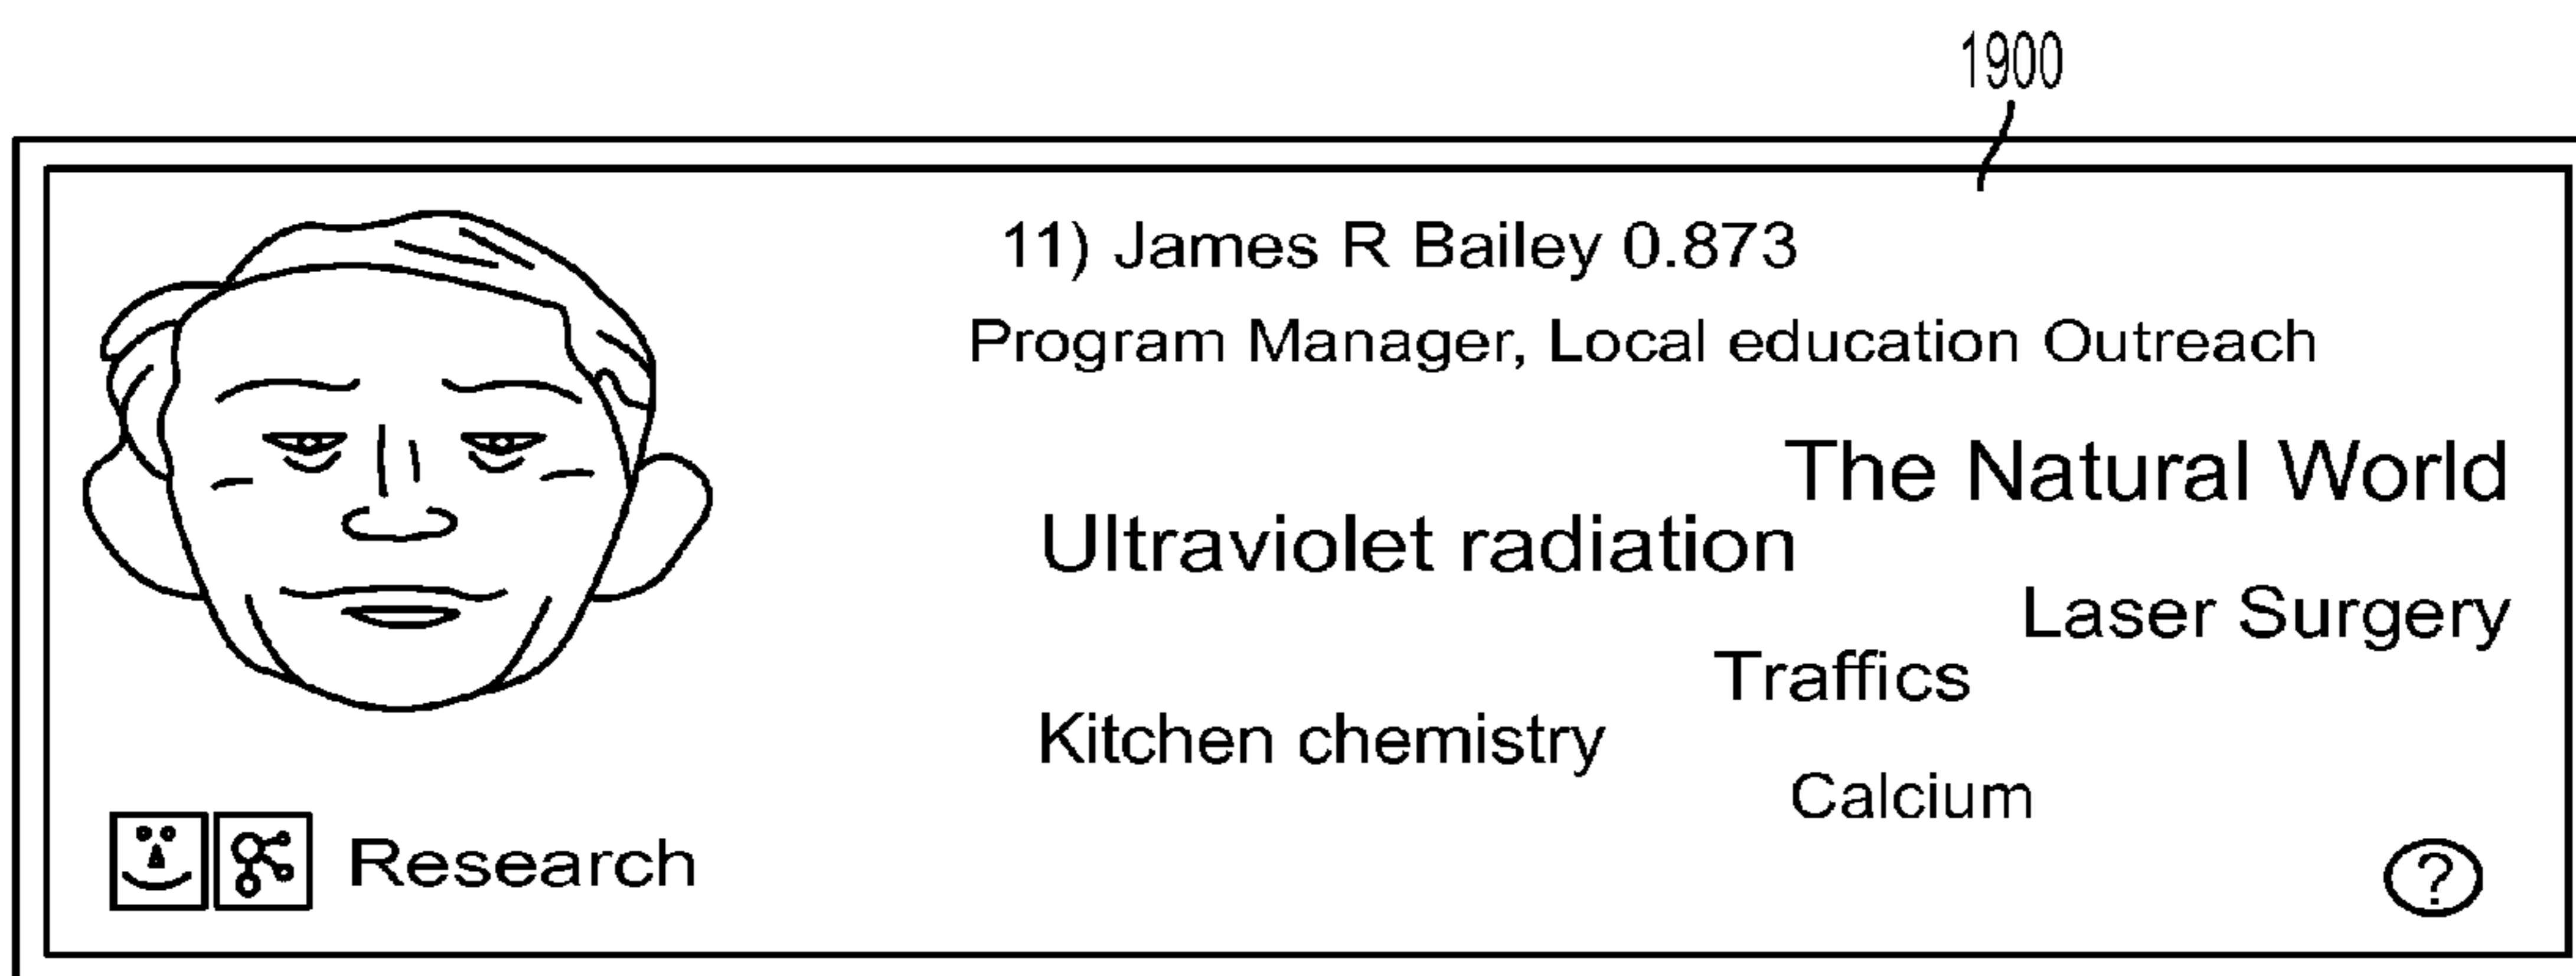 1900
11) James R Bailey 0.873
Program Manager, Local education Outreach
The Natural World
Ultraviolet radiation
Laser Surgery
Traffics
Kitchen chemistry
Calcium
Research
?